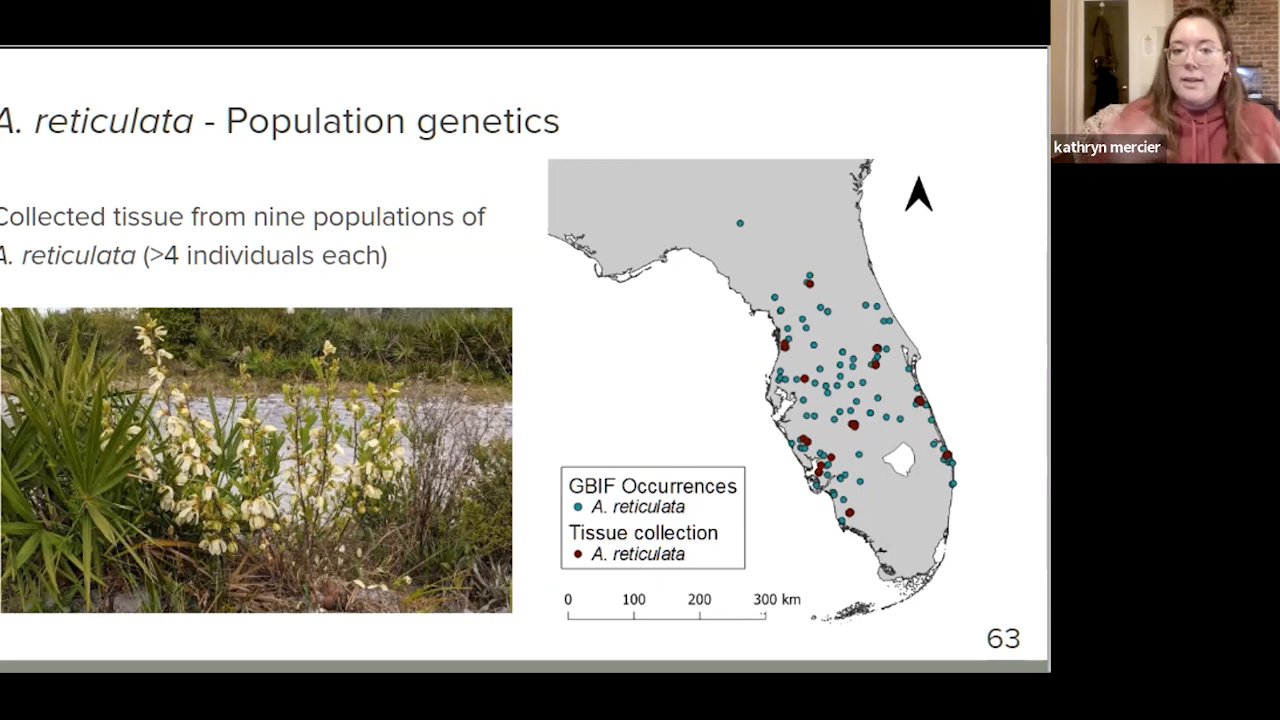 A. reticulata - Population genetics
Collected tissue from nine populations of
A. reticulata (>4 individuals each)
GBIF Occurrences
A. reticulata
Tissue collection
A. reticulata
0 100 200 300 km
63
kathryn mercier